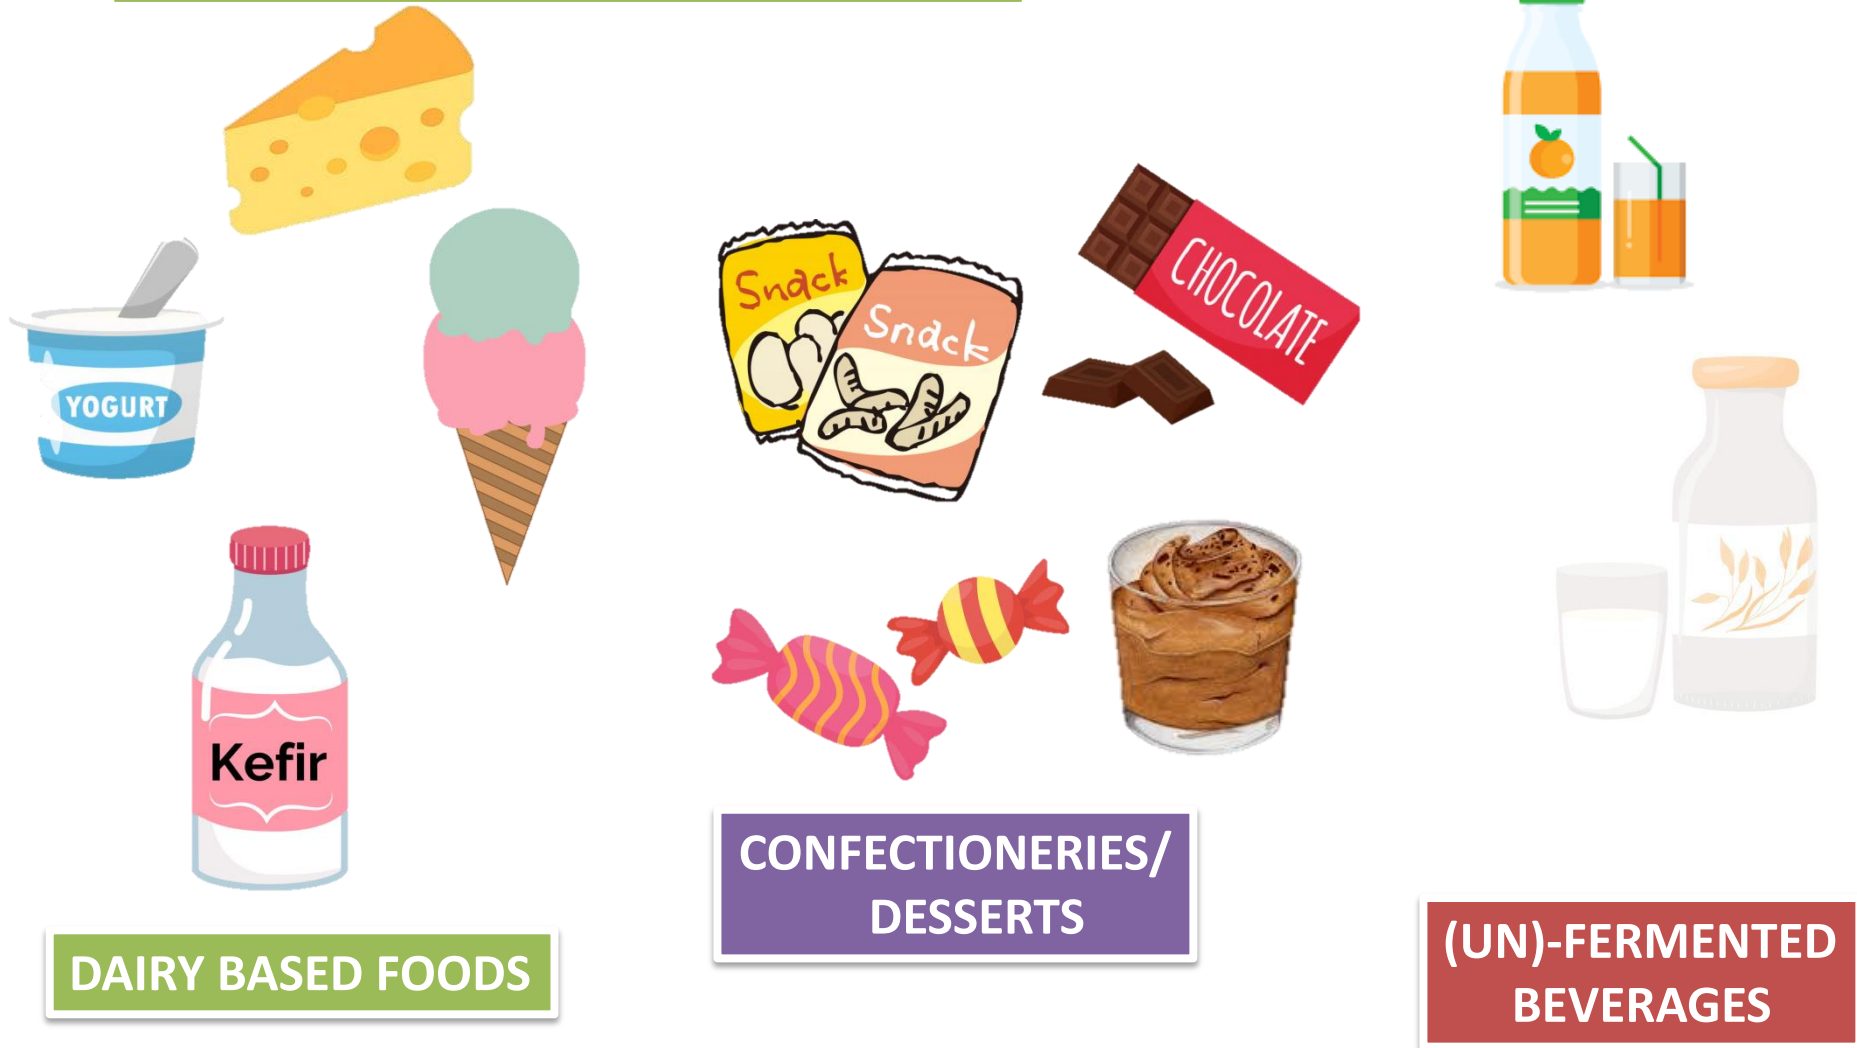 YOGURT
Kefir
Snack
Snack
CHOCOLATE
DAIRY BASED FOODS
CONFECTIONERIES/
DESSERTS
(UN)-FERMENTED
BEVERAGES